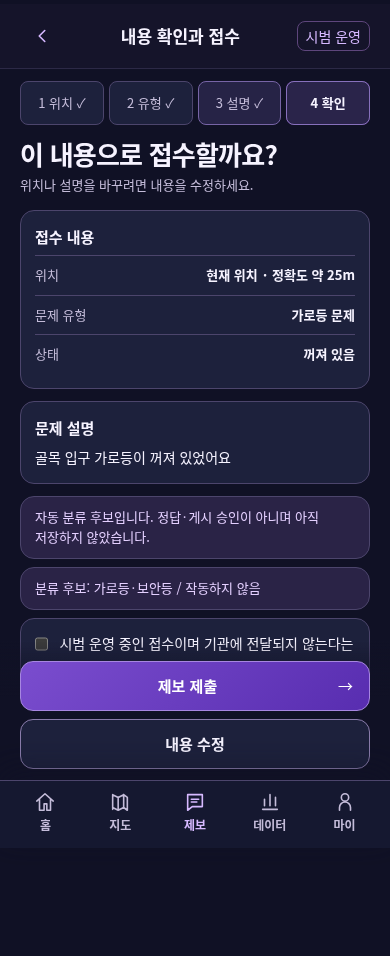 내용 확인과 접수
시범 운영
1 위치 ✓
2 유형 ✓
3 설명 ✓
4 확인
이 내용으로 접수할까요?
위치나 설명을 바꾸려면 내용을 수정하세요.
접수 내용
위치 현재 위치 · 정확도 약 25m
문제 유형 가로등 문제
상태 꺼져 있음
문제 설명
골목 입구 가로등이 꺼져 있었어요
자동 분류 후보입니다. 정답·게시 승인이 아니며 아직
저장하지 않았습니다.
분류 후보: 가로등·보안등 / 작동하지 않음
시범 운영 중인 접수이며 기관에 전달되지 않는다는
제보 제출 →
내용 수정
홈
지도
제보
데이터
마이